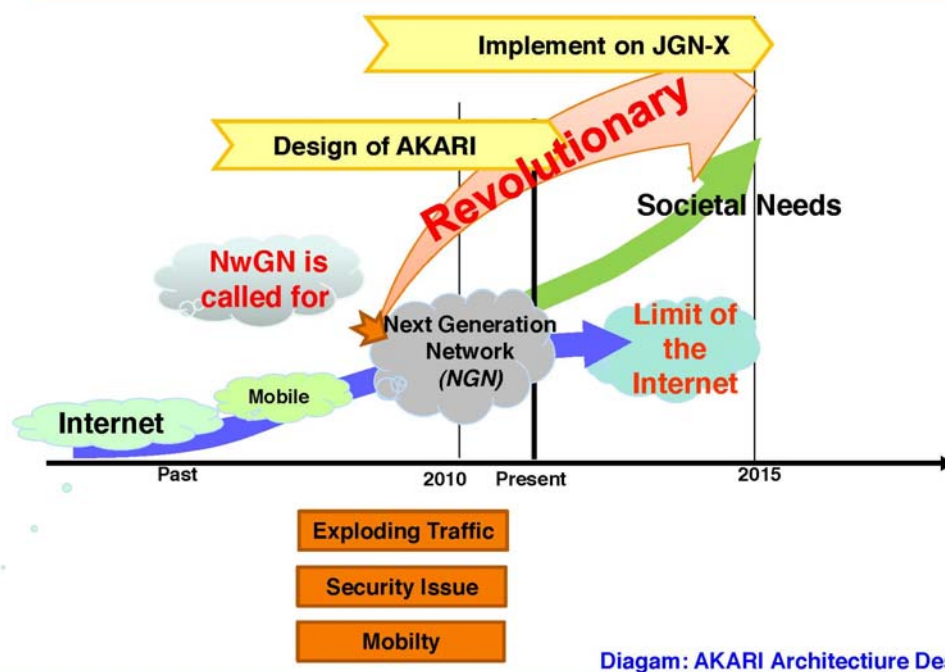 Implement on JGN-X
Design of AKARI
Revolutionary
Societal Needs
NwGN is
called for
Next Generation
Network
(NGN)
Limit of
the
Internet
Mobile
Internet
Past
2010
Present
2015
Exploding Traffic
Security Issue
Mobilty
Diagam: AKARI Architectiure Des